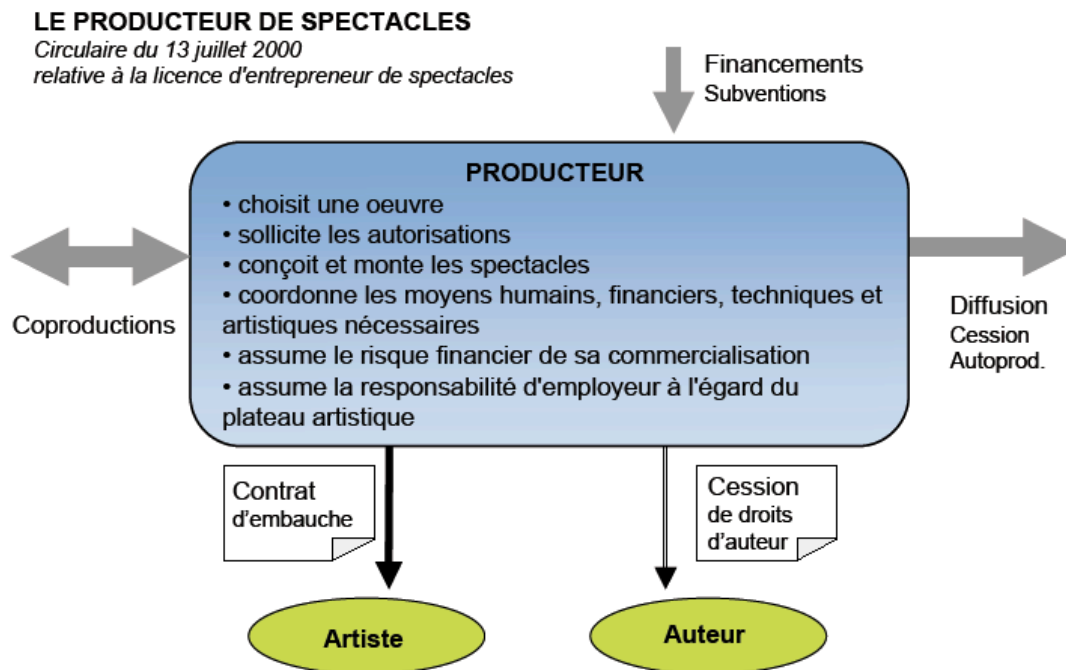 LE PRODUCTEUR DE SPECTACLES
Circulaire du 13 juillet 2000
relative à la licence d'entrepreneur de spectacles
Financements
Subventions
PRODUCTEUR
• choisit une oeuvre
• sollicite les autorisations
• conçoit et monte les spectacles
• coordonne les moyens humains, financiers, techniques et
artistiques nécessaires
• assume le risque financier de sa commercialisation
• assume la responsabilité d'employeur à l'égard du
plateau artistique
Coproductions
Diffusion
Cession
Autoprod.
Contrat
d'embauche
Cession
de droits
d'auteur
Artiste
Auteur